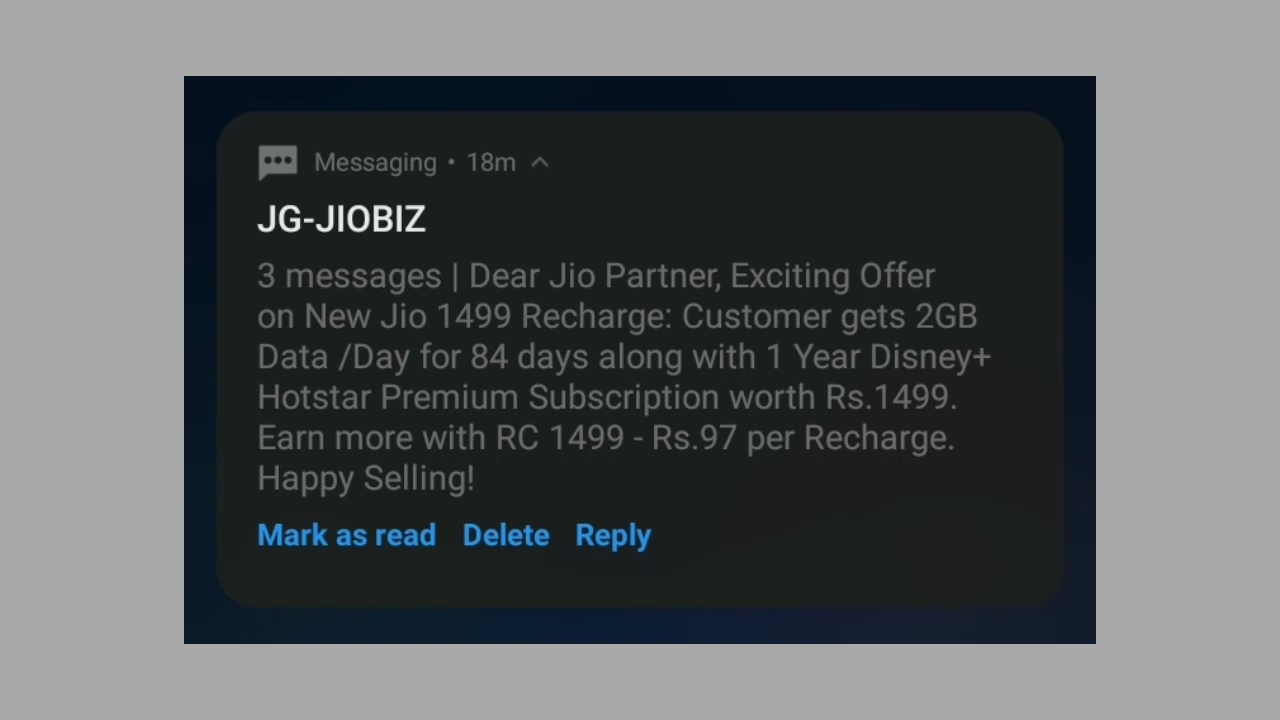 Messaging • 18m
JG-JIOBIZ
3 messages | Dear Jio Partner, Exciting Offer
on New Jio 1499 Recharge: Customer gets 2GB
Data /Day for 84 days along with 1 Year Disney+
Hotstar Premium Subscription worth Rs.1499.
Earn more with RC 1499 - Rs.97 per Recharge.
Happy Selling!
Mark as read Delete Reply